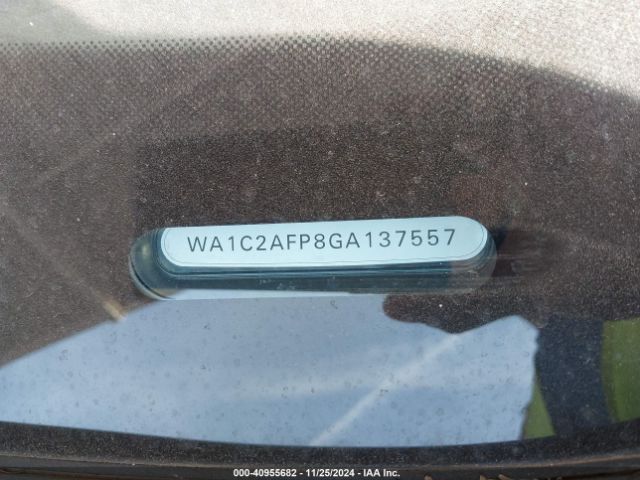 WA1C2AFP8GA137557
000-40955682 - 11/25/2024 - IAA Inc.